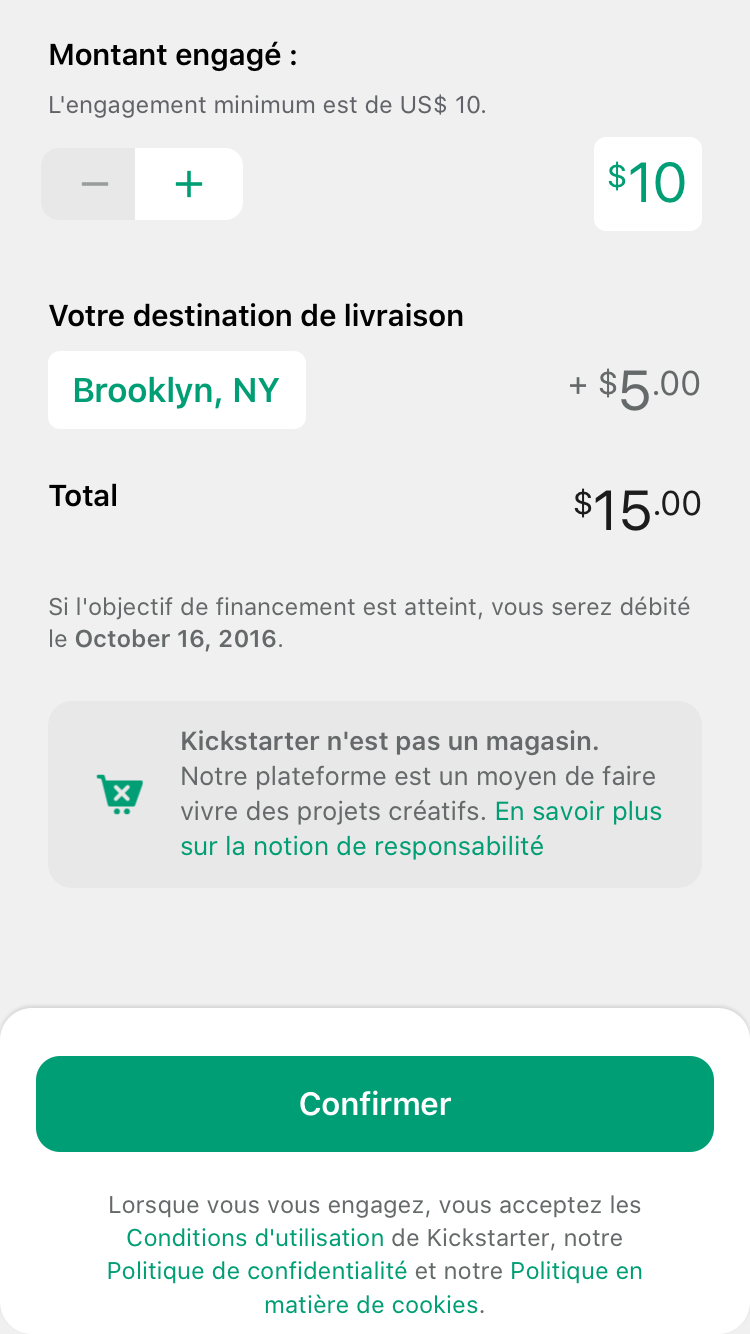 Montant engagé :
L'engagement minimum est de US$ 10.
− +
$10
Votre destination de livraison
Brooklyn, NY
+ $5.00
Total
$15.00
Si l'objectif de financement est atteint, vous serez débité
le October 16, 2016.
Kickstarter n'est pas un magasin.
Notre plateforme est un moyen de faire
vivre des projets créatifs. En savoir plus
sur la notion de responsabilité
Confirmer
Lorsque vous vous engagez, vous acceptez les
Conditions d'utilisation de Kickstarter, notre
Politique de confidentialité et notre Politique en
matière de cookies.